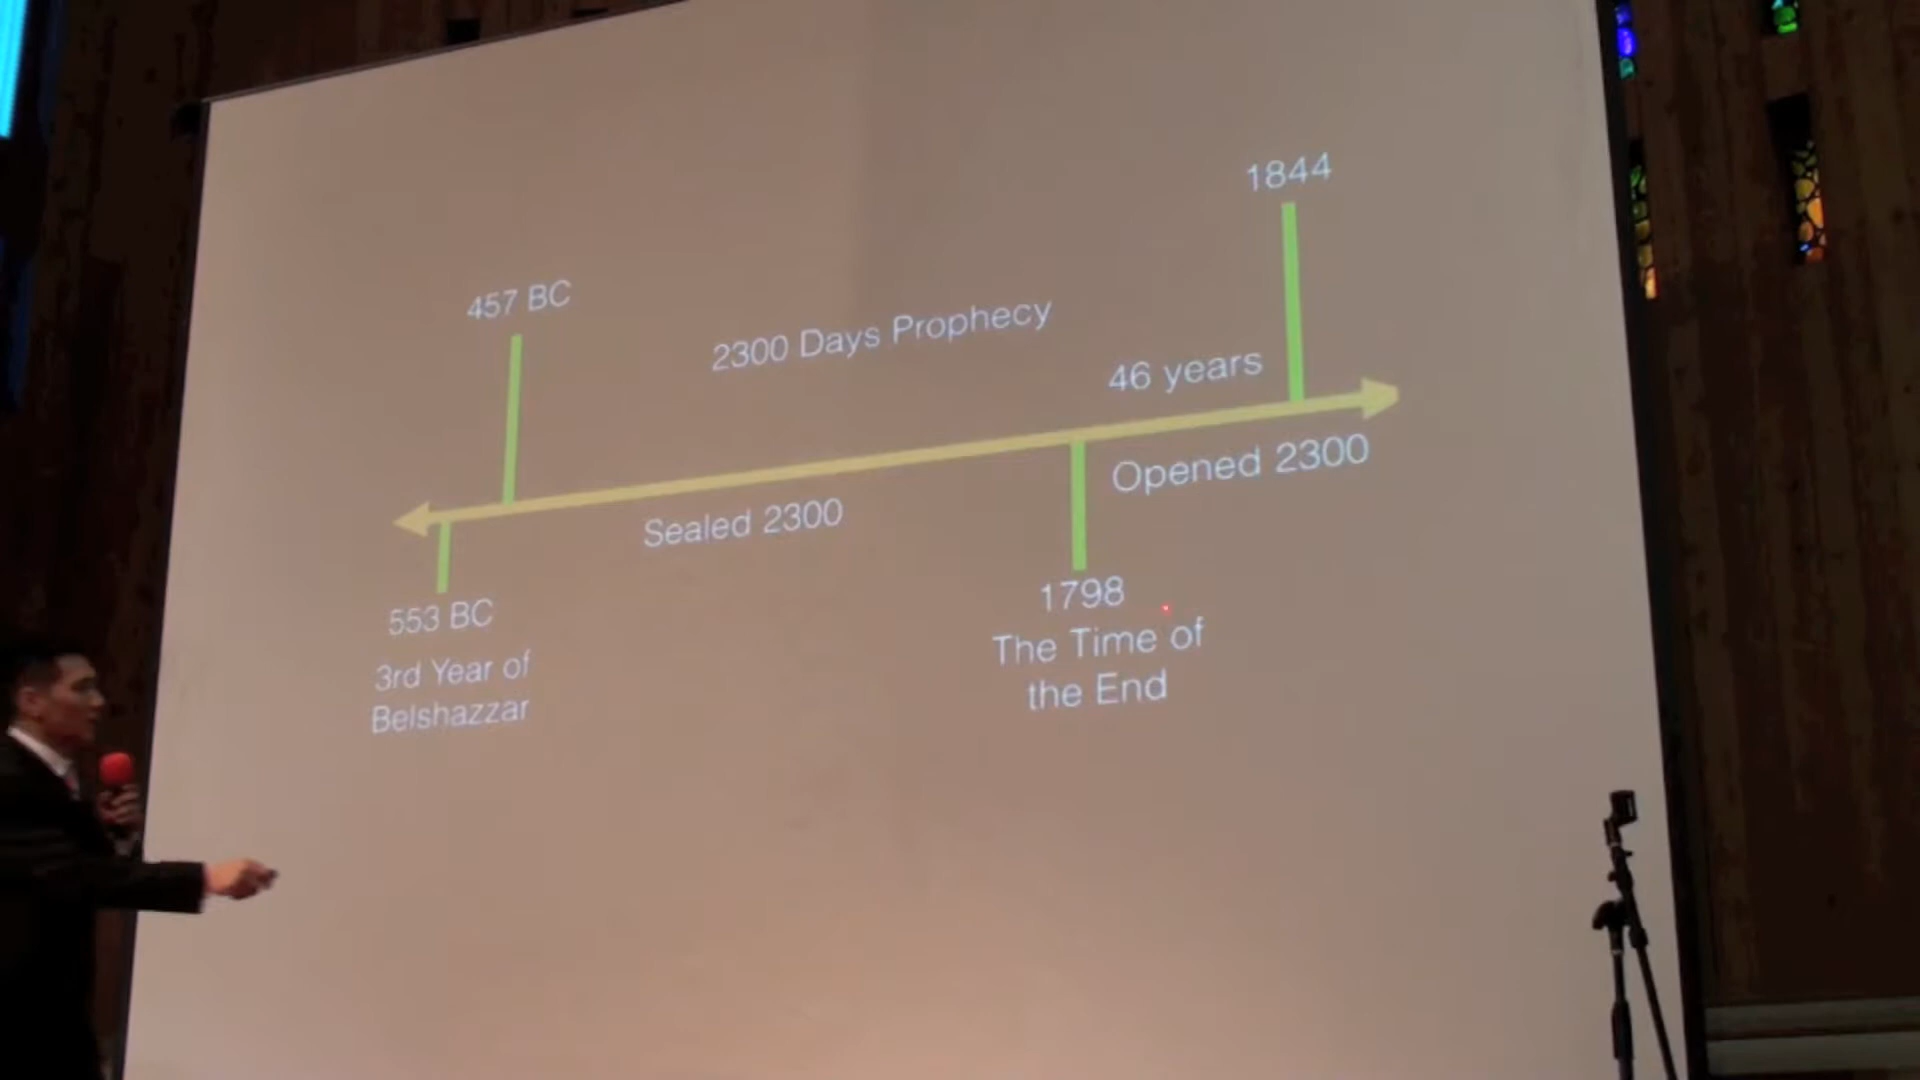 1844
457 BC
2300 Days Prophecy
46 years
Opened 2300
Sealed 2300
553 BC
3rd Year of
Belshazzar
1798
The Time of
the End